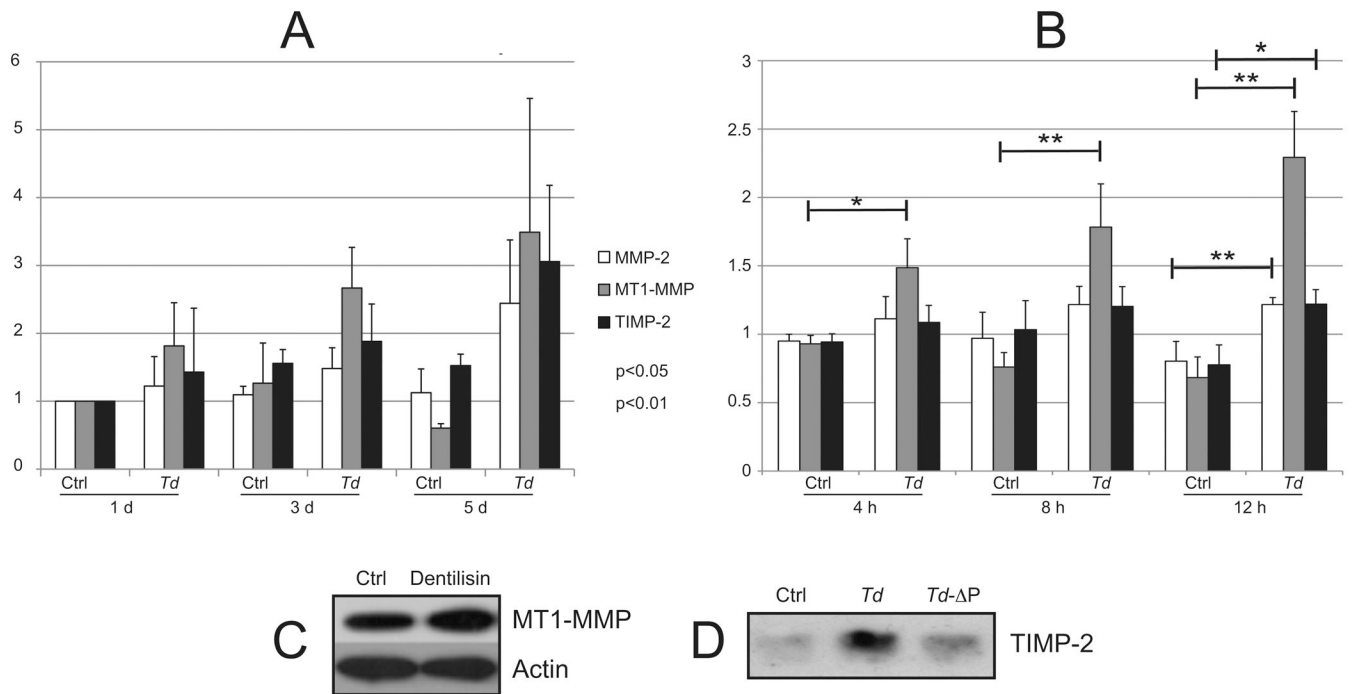 A
6
5
4
3
2
1
0
Ctrl Td Ctrl Td Ctrl Td
1 d 3 d 5 d
MMP-2
MT1-MMP
TIMP-2
p<0.05
p<0.01
B
3
2.5
2
1.5
1
0.5
0
*
**
**
**
*
Ctrl Td Ctrl Td Ctrl Td
4 h 8 h 12 h
C
Ctrl Dentilisin
MT1-MMP
Actin
D
Ctrl Td Td-ΔP
TIMP-2